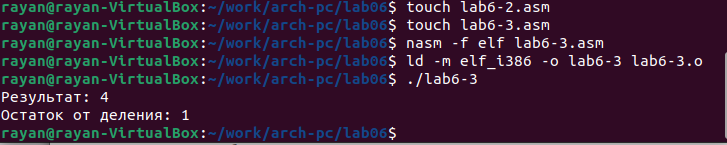 rayan@rayan-VirtualBox:~/work/arch-pc/lab06$ touch lab6-2.asm
rayan@rayan-VirtualBox:~/work/arch-pc/lab06$ touch lab6-3.asm
rayan@rayan-VirtualBox:~/work/arch-pc/lab06$ nasm -f elf lab6-3.asm
rayan@rayan-VirtualBox:~/work/arch-pc/lab06$ ld -m elf_i386 -o lab6-3 lab6-3.o
rayan@rayan-VirtualBox:~/work/arch-pc/lab06$ ./lab6-3
Результат: 4
Остаток от деления: 1
rayan@rayan-VirtualBox:~/work/arch-pc/lab06$